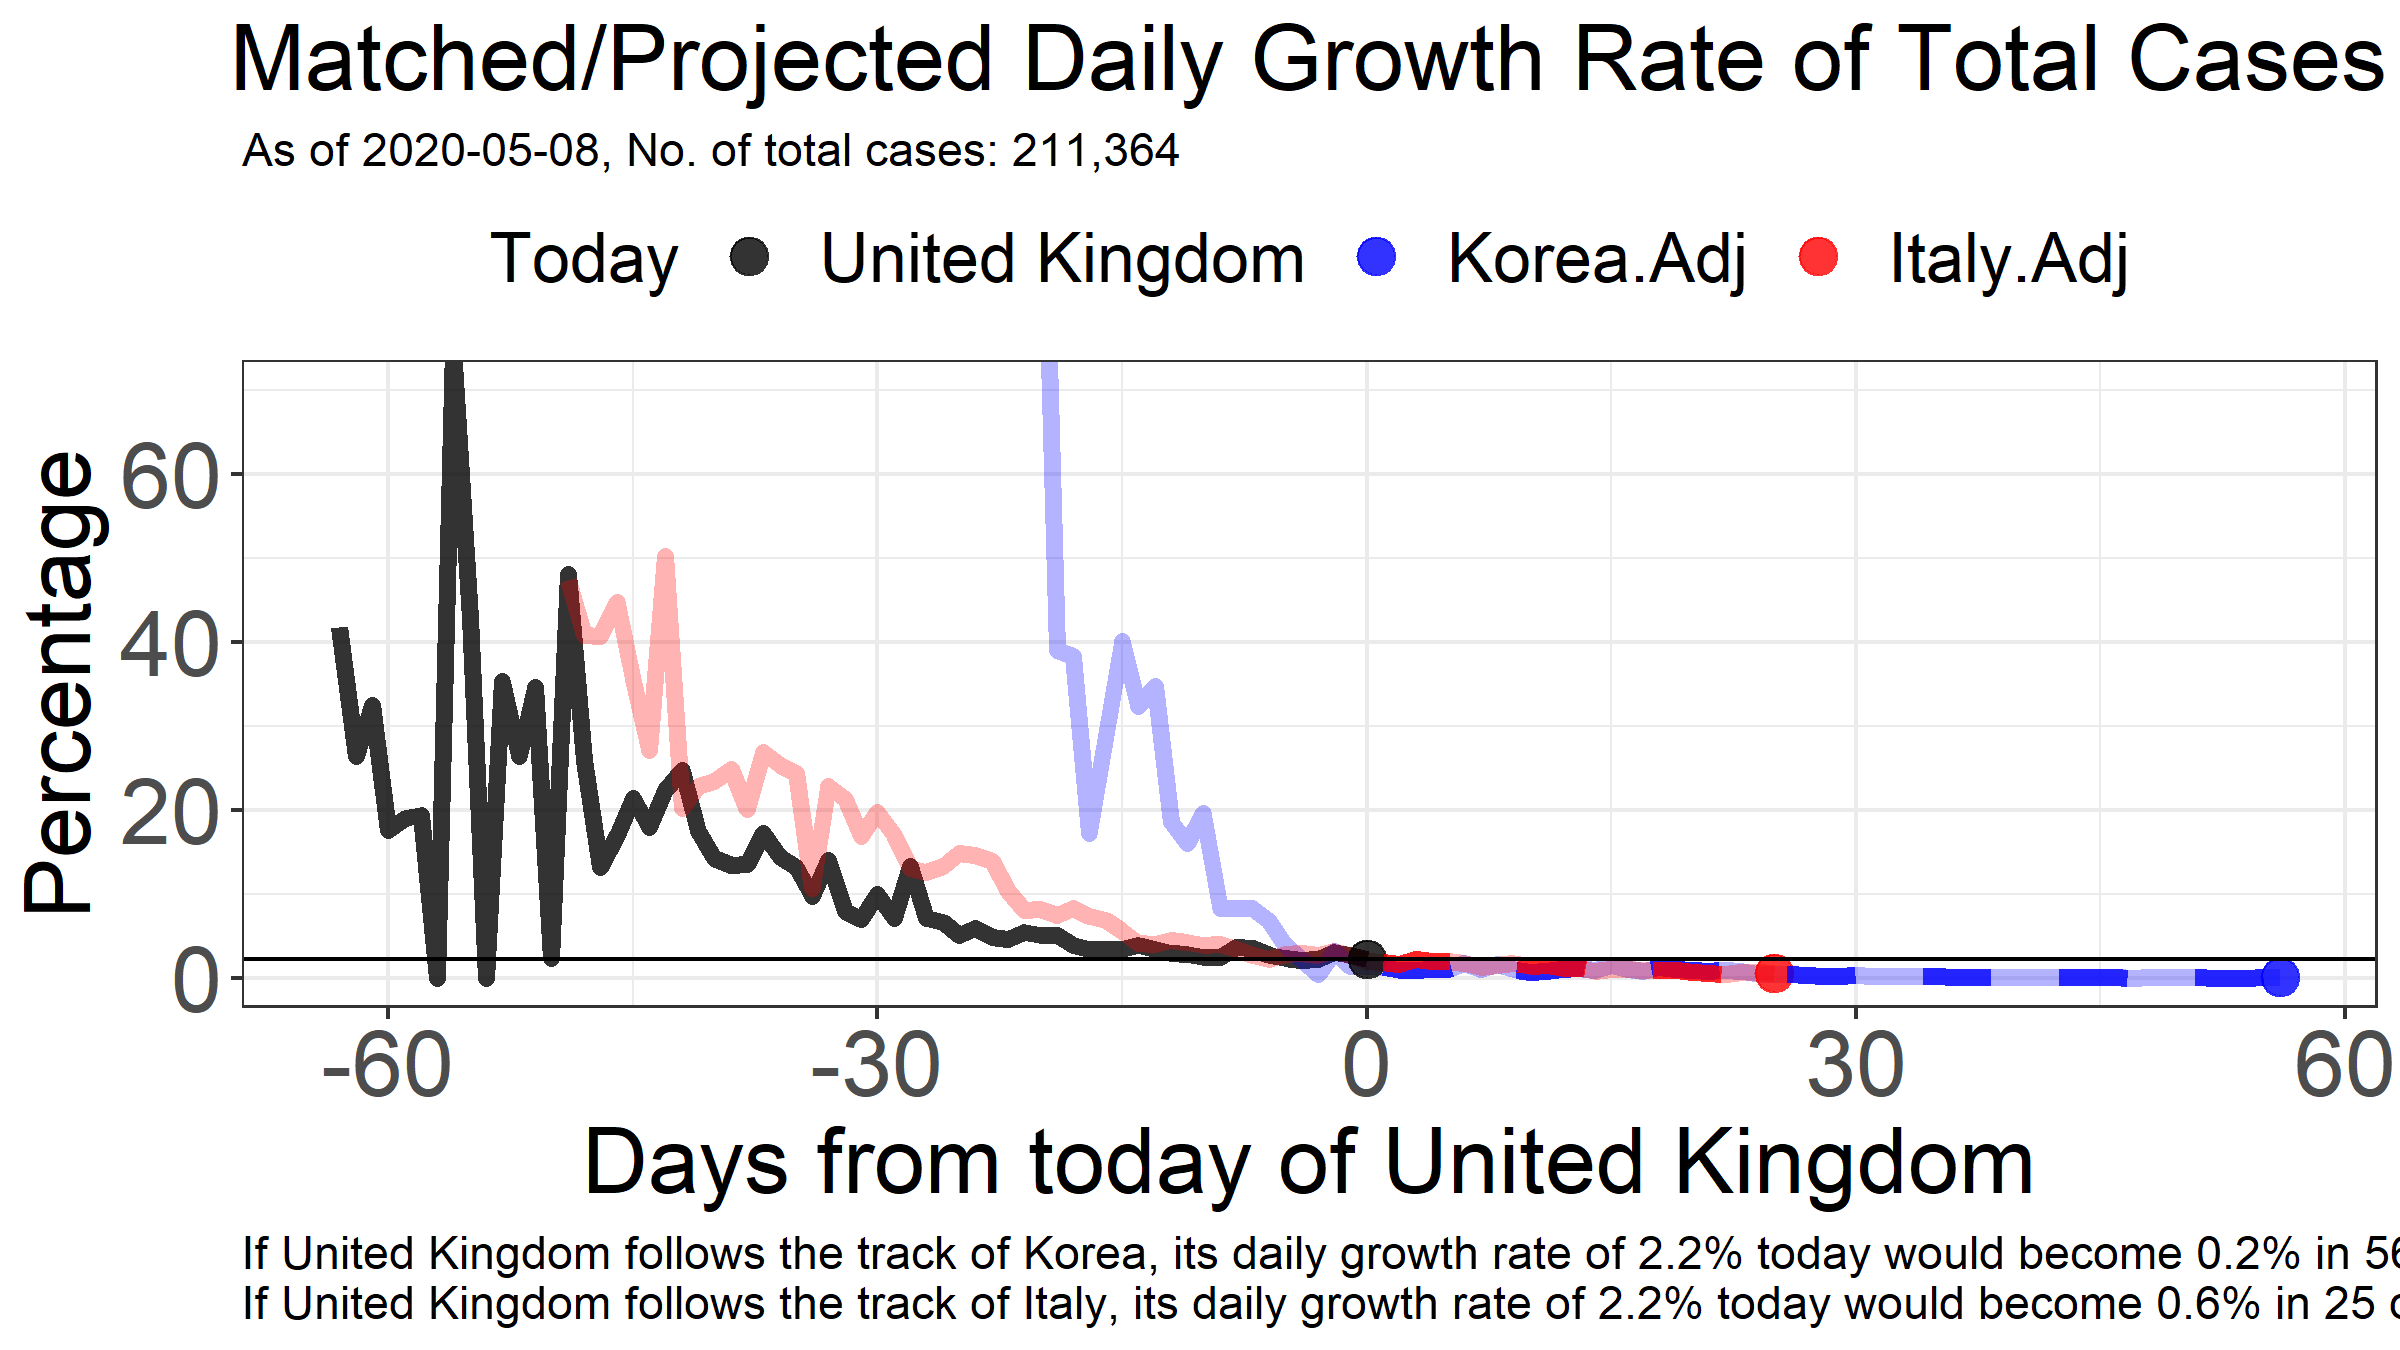 Matched/Projected Daily Growth Rate of Total Cases
As of 2020-05-08, No. of total cases: 211,364
Today United Kingdom Korea.Adj Italy.Adj
Percentage
60
40
20
0
-60 -30 0 30 60
Days from today of United Kingdom
If United Kingdom follows the track of Korea, its daily growth rate of 2.2% today would become 0.2% in
If United Kingdom follows the track of Italy, its daily growth rate of 2.2% today would become 0.6% in 25